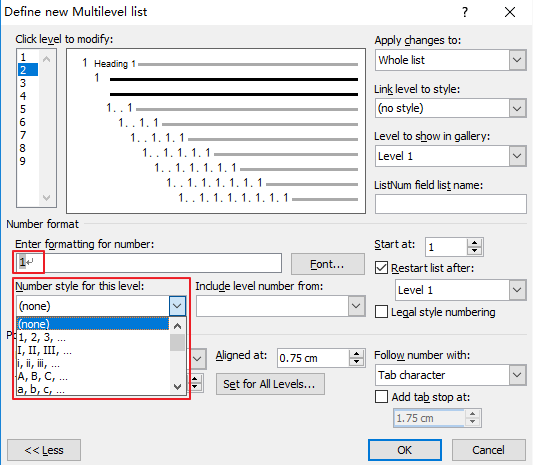 Define new Multilevel list
Click level to modify:
1
2
3
4
5
6
7
8
9
1 Heading 1
1
1. . 1
1. . 1. 1
1. . 1. 1. 1
1. . 1. 1. 1. 1
1. . 1. 1. 1. 1. 1
1. . 1. 1. 1. 1. 1. 1
1. . 1. 1. 1. 1. 1. 1. 1
Apply changes to:
Whole list
Link level to style:
(no style)
Level to show in gallery:
Level 1
ListNum field list name:
Number format
Enter formatting for number:
1↵
Font...
Number style for this level:
(none)
Include level number from:
(none)
1, 2, 3, ...
I, II, III, ...
i, ii, iii, ...
A, B, C, ...
a, b, c, ...
Start at:
1
Restart list after:
Level 1
Legal style numbering
Po
Aligned at:
0.75 cm
Set for All Levels...
Follow number with:
Tab character
Add tab stop at:
1.75 cm
<< Less
OK
Cancel